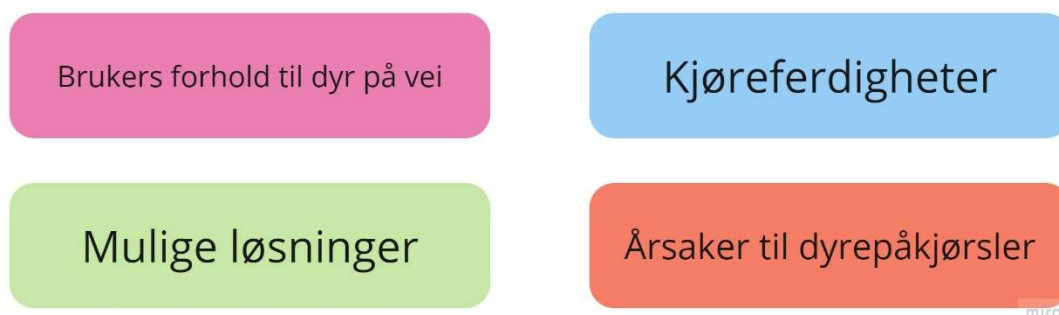 Brukers forhold til dyr på vei
Kjøreferdigheter
Mulige løsninger
Årsaker til dyrepåkjørsler